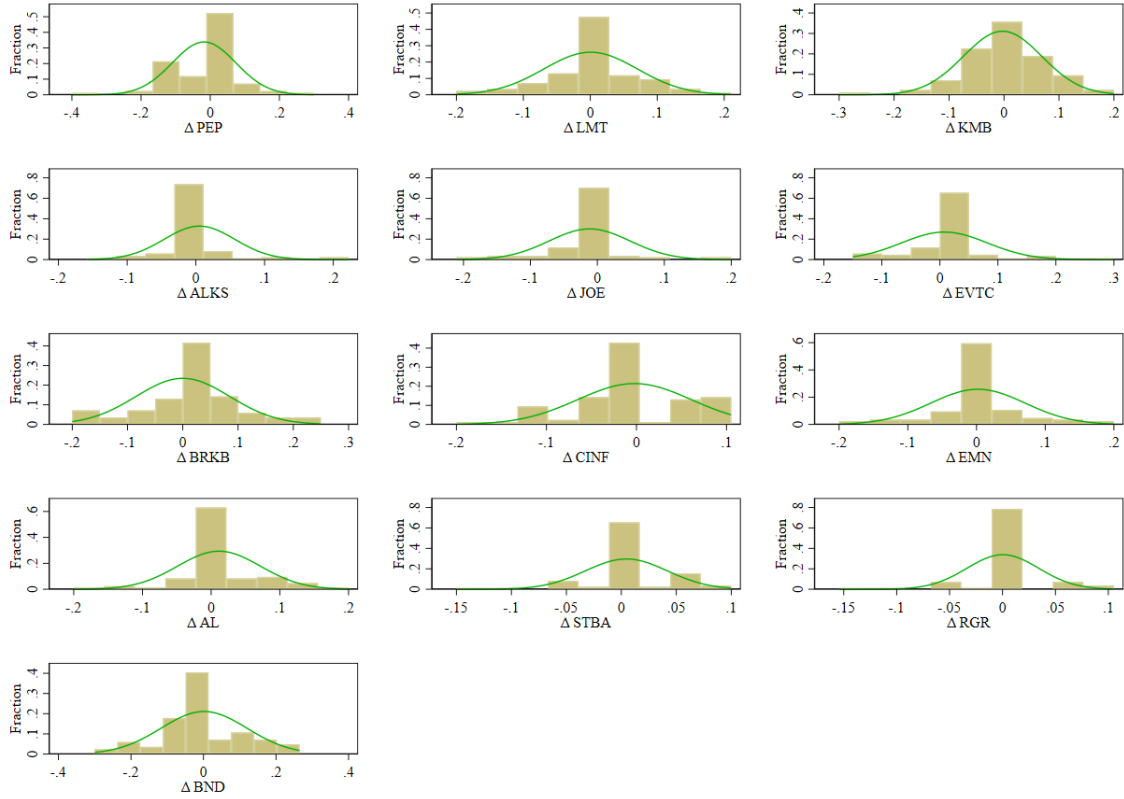 Fraction
0 .1 .2 .3 .4 .5
-.4 -.2 0 .2 .4
Δ PEP
Fraction
0 .1 .2 .3 .4 .5
-.2 -.1 0 .1 .2
Δ LMT
Fraction
0 .1 .2 .3 .4
-.3 -.2 -.1 0 .1 .2
Δ KMB
Fraction
0 .2 .4 .6 .8
-.2 -.1 0 .1 .2
Δ ALKS
Fraction
0 .2 .4 .6 .8
-.2 -.1 0 .1 .2
Δ JOE
Fraction
0 .2 .4 .6 .8
-.2 -.1 0 .1 .2 .3
Δ EVTC
Fraction
0 .1 .2 .3 .4
-.2 -.1 0 .1 .2 .3
Δ BRKB
Fraction
0 .1 .2 .3 .4
-.2 -.1 0 .1
Δ CINF
Fraction
0 .2 .4 .6
-.2 -.1 0 .1 .2
Δ EMN
Fraction
0 .2 .4 .6
-.2 -.1 0 .1 .2
Δ AL
Fraction
0 .2 .4 .6 .8
-.15 -.1 -.05 0 .05 .1
Δ STBA
Fraction
0 .2 .4 .6 .8
-.15 -.1 -.05 0 .05 .1
Δ RGR
Fraction
0 .1 .2 .3 .4
-.4 -.2 0 .2 .4
Δ BND